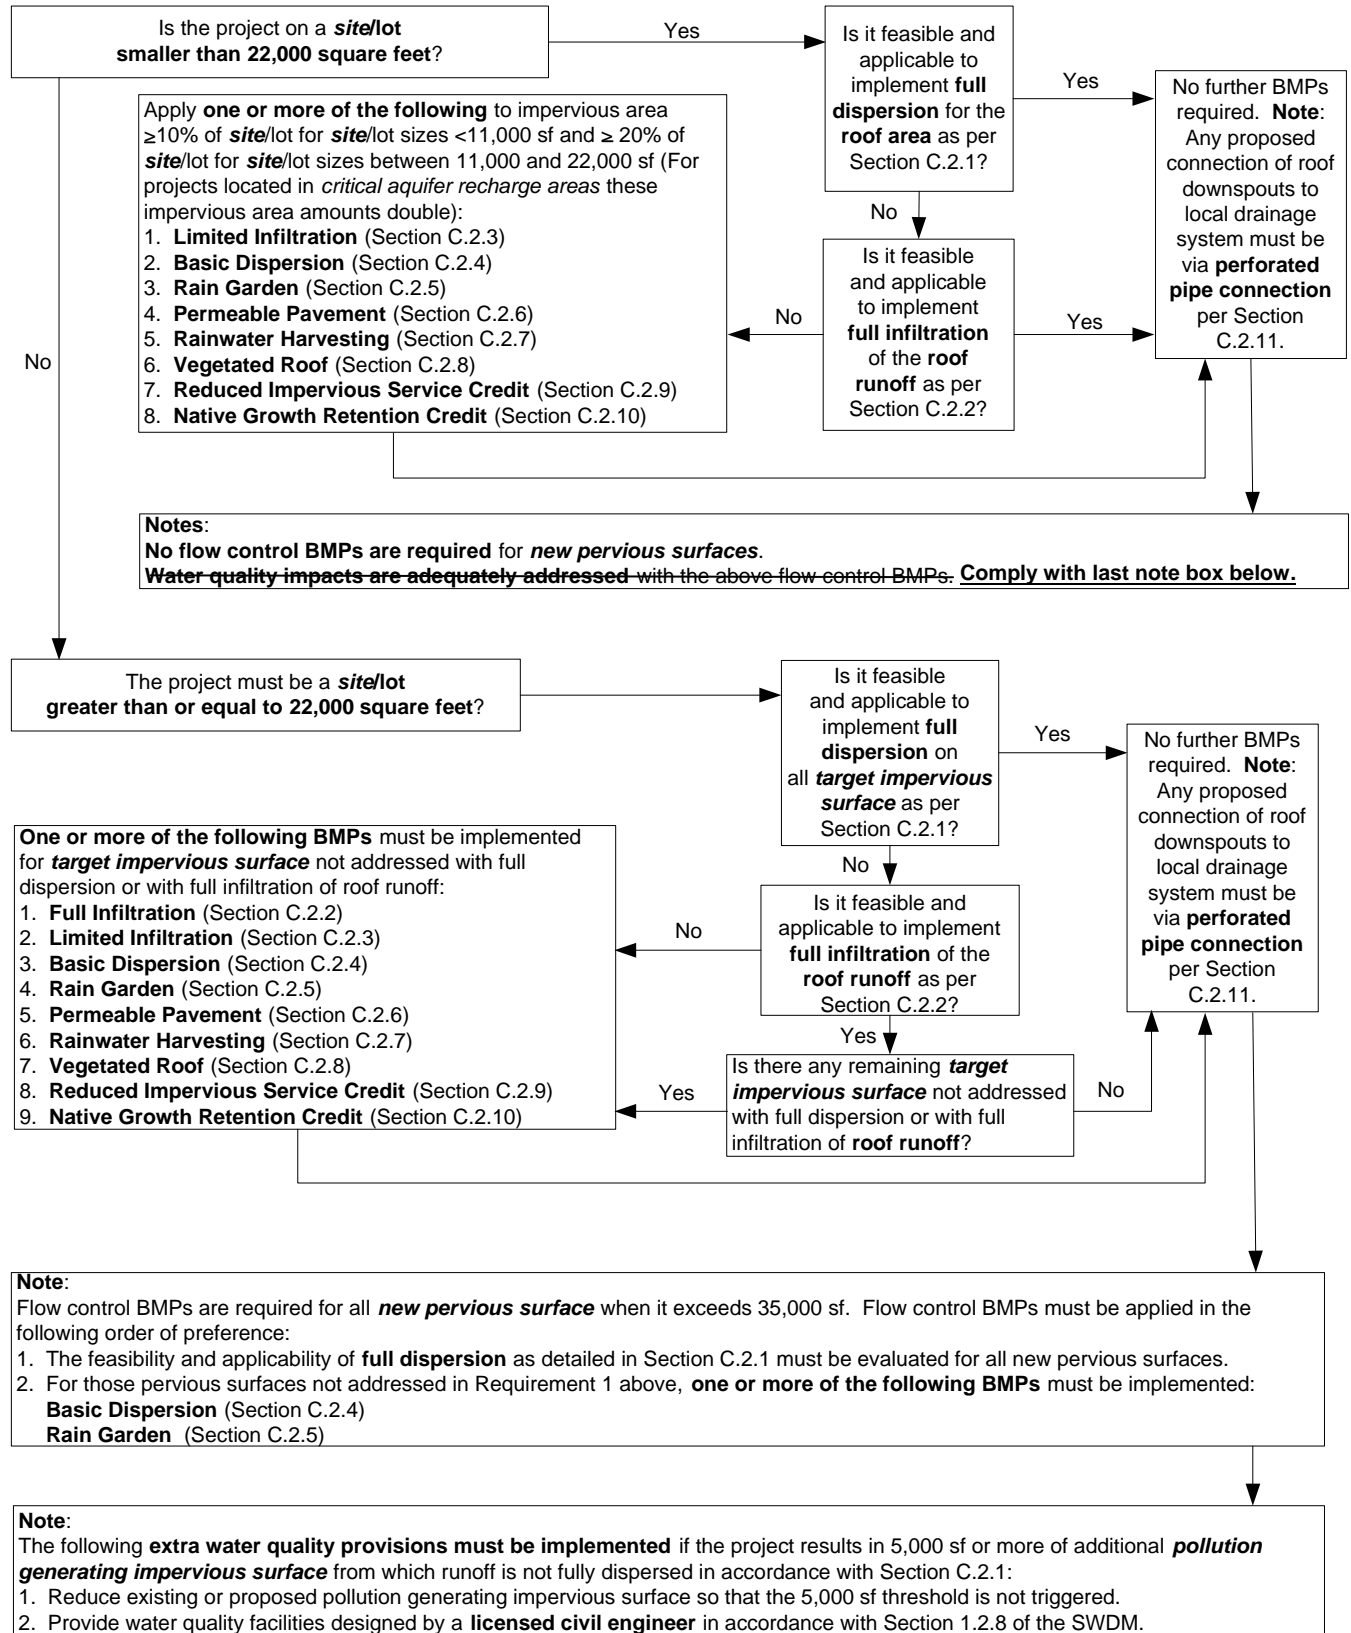 Is the project on a site/lot
smaller than 22,000 square feet?
Yes
Is it feasible and
applicable to
implement full
dispersion for the
roof area as per
Section C.2.1?
Yes
No further BMPs
required. Note:
Any proposed
connection of roof
downspouts to
local drainage
system must be
via perforated
pipe connection
per Section
C.2.11.
No
Is it feasible
and applicable
to implement
full infiltration
of the roof
runoff as per
Section C.2.2?
Yes
No
Apply one or more of the following to impervious area
≥10% of site/lot for site/lot sizes <11,000 sf and ≥ 20% of
site/lot for site/lot sizes between 11,000 and 22,000 sf (For
projects located in critical aquifer recharge areas these
impervious area amounts double):
1. Limited Infiltration (Section C.2.3)
2. Basic Dispersion (Section C.2.4)
3. Rain Garden (Section C.2.5)
4. Permeable Pavement (Section C.2.6)
5. Rainwater Harvesting (Section C.2.7)
6. Vegetated Roof (Section C.2.8)
7. Reduced Impervious Service Credit (Section C.2.9)
8. Native Growth Retention Credit (Section C.2.10)
No
Notes:
No flow control BMPs are required for new pervious surfaces.
Water quality impacts are adequately addressed with the above flow control BMPs. Comply with last note box below.
The project must be a site/lot
greater than or equal to 22,000 square feet?
Is it feasible
and applicable to
implement full
dispersion on
all target impervious
surface as per
Section C.2.1?
Yes
No further BMPs
required. Note:
Any proposed
connection of roof
downspouts to
local drainage
system must be
via perforated
pipe connection
per Section
C.2.11.
No
Is it feasible and
applicable to implement
full infiltration of the
roof runoff as per
Section C.2.2?
No
Yes
Is there any remaining target
impervious surface not addressed
with full dispersion or with full
infiltration of roof runoff?
Yes
No
One or more of the following BMPs must be implemented
for target impervious surface not addressed with full
dispersion or with full infiltration of roof runoff:
1. Full Infiltration (Section C.2.2)
2. Limited Infiltration (Section C.2.3)
3. Basic Dispersion (Section C.2.4)
4. Rain Garden (Section C.2.5)
5. Permeable Pavement (Section C.2.6)
6. Rainwater Harvesting (Section C.2.7)
7. Vegetated Roof (Section C.2.8)
8. Reduced Impervious Service Credit (Section C.2.9)
9. Native Growth Retention Credit (Section C.2.10)
Note:
Flow control BMPs are required for all new pervious surface when it exceeds 35,000 sf. Flow control BMPs must be applied in the
following order of preference:
1. The feasibility and applicability of full dispersion as detailed in Section C.2.1 must be evaluated for all new pervious surfaces.
2. For those pervious surfaces not addressed in Requirement 1 above, one or more of the following BMPs must be implemented:
Basic Dispersion (Section C.2.4)
Rain Garden (Section C.2.5)
Note:
The following extra water quality provisions must be implemented if the project results in 5,000 sf or more of additional pollution
generating impervious surface from which runoff is not fully dispersed in accordance with Section C.2.1:
1. Reduce existing or proposed pollution generating impervious surface so that the 5,000 sf threshold is not triggered.
2. Provide water quality facilities designed by a licensed civil engineer in accordance with Section 1.2.8 of the SWDM.